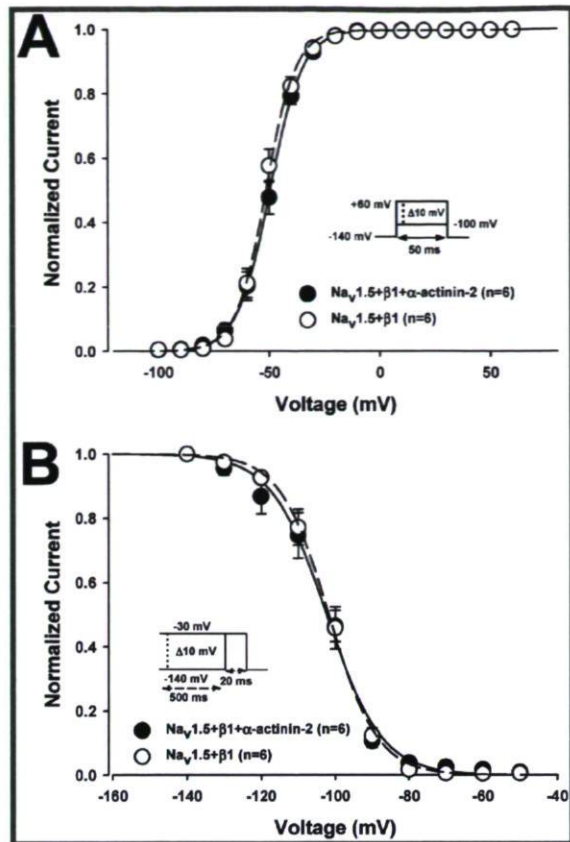 A
Normalized Current
1.0
0.8
0.6
0.4
0.2
0.0
+60 mV
Δ10 mV
-140 mV
-100 mV
50 ms
Naᵥ1.5+β1+α-actinin-2 (n=6)
Naᵥ1.5+β1 (n=6)
-100
-50
0
50
Voltage (mV)
B
Normalized Current
1.0
0.8
0.6
0.4
0.2
0.0
-30 mV
Δ10 mV
-140 mV
500 ms
20 ms
Naᵥ1.5+β1+α-actinin-2 (n=6)
Naᵥ1.5+β1 (n=6)
-160
-140
-120
-100
-80
-60
-40
Voltage (mV)